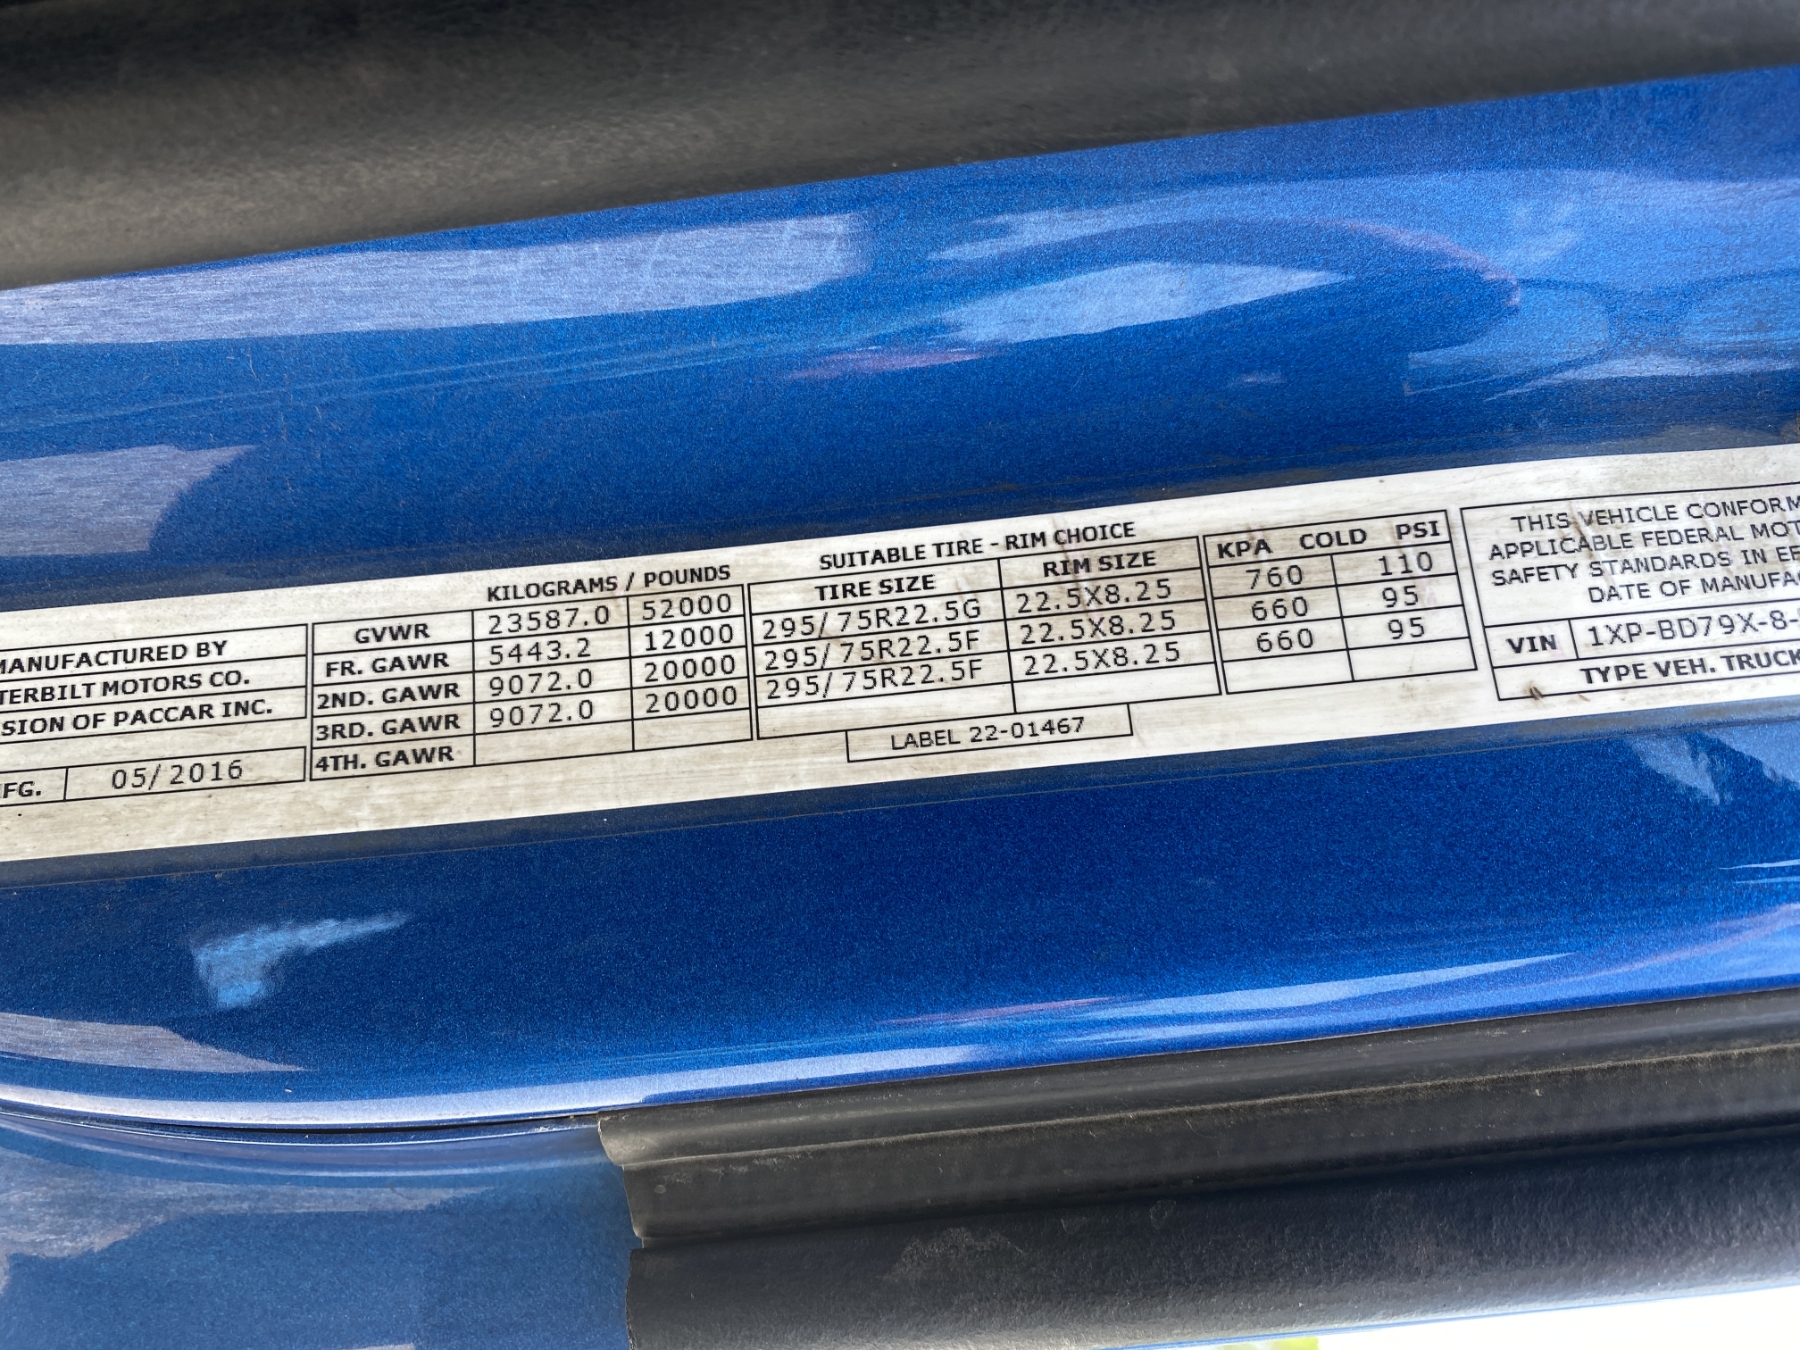 MANUFACTURED BY
TERBILT MOTORS CO.
SION OF PACCAR INC.
FG. 05/2016
KILOGRAMS / POUNDS
GVWR 23587.0 52000
FR. GAWR 5443.2 12000
2ND. GAWR 9072.0 20000
3RD. GAWR 9072.0 20000
4TH. GAWR
SUITABLE TIRE - RIM CHOICE
TIRE SIZE RIM SIZE KPA COLD PSI
295/75R22.5G 22.5X8.25 760 110
295/75R22.5F 22.5X8.25 660 95
295/75R22.5F 22.5X8.25 660 95
LABEL 22-01467
THIS VEHICLE CONFORM
APPLICABLE FEDERAL MOT
SAFETY STANDARDS IN EF
DATE OF MANUFA
VIN 1XP-BD79X-8-
TYPE VEH. TRUCK